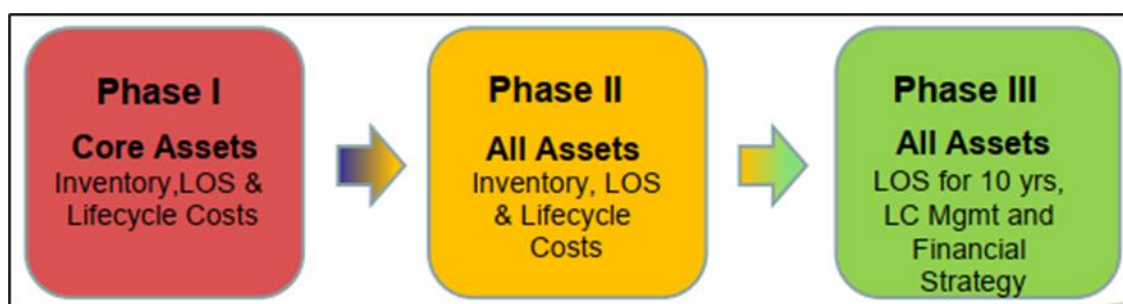 Phase I
Core Assets
Inventory,LOS &
Lifecycle Costs
Phase II
All Assets
Inventory, LOS
& Lifecycle
Costs
Phase III
All Assets
LOS for 10 yrs,
LC Mgmt and
Financial
Strategy